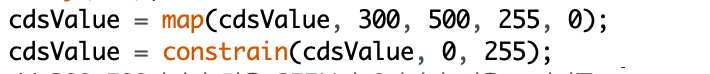 cdsValue = map(cdsValue, 300, 500, 255, 0);
cdsValue = constrain(cdsValue, 0, 255);